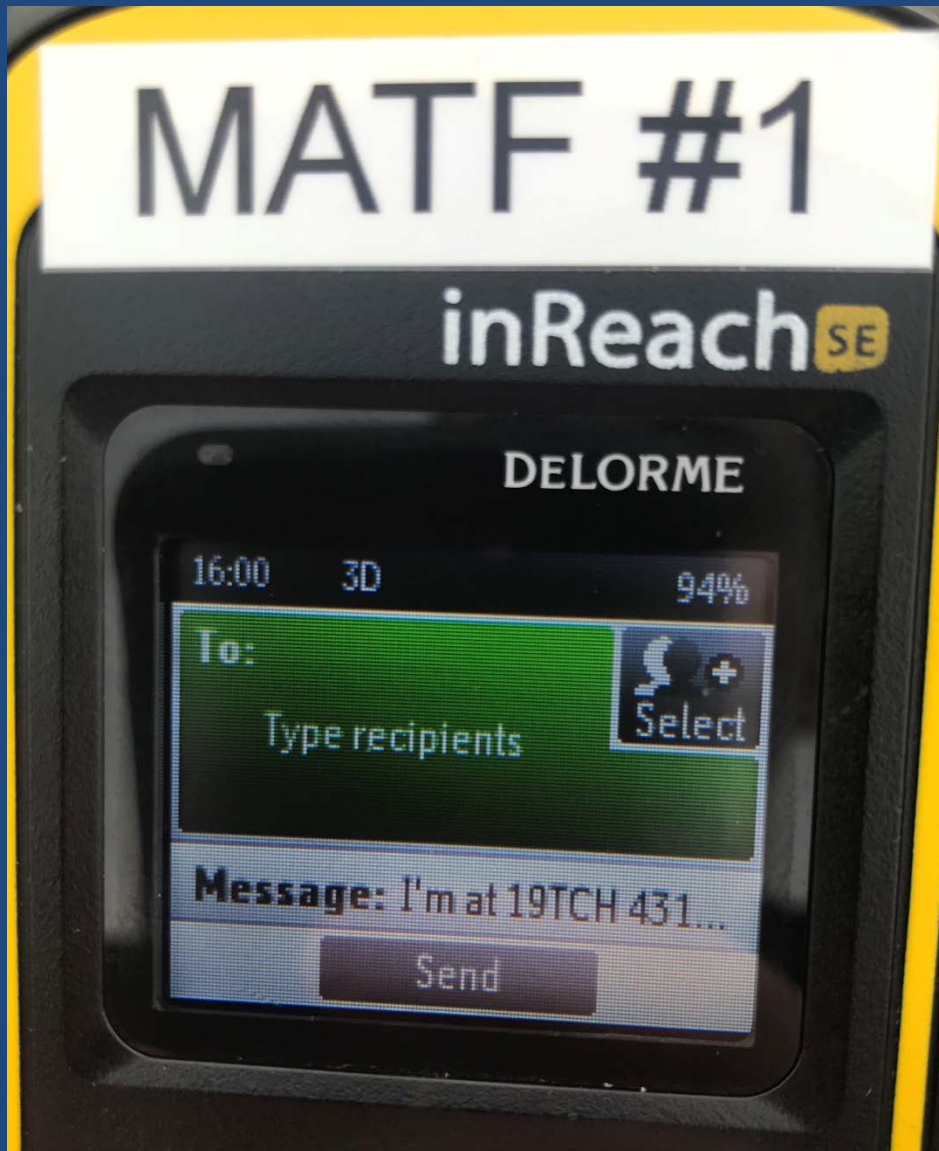 MATF #1
inReach SE
DELORME
16:00 3D 94%
To:
Select
Type recipients
Message: I'm at 19TCH 431...
Send